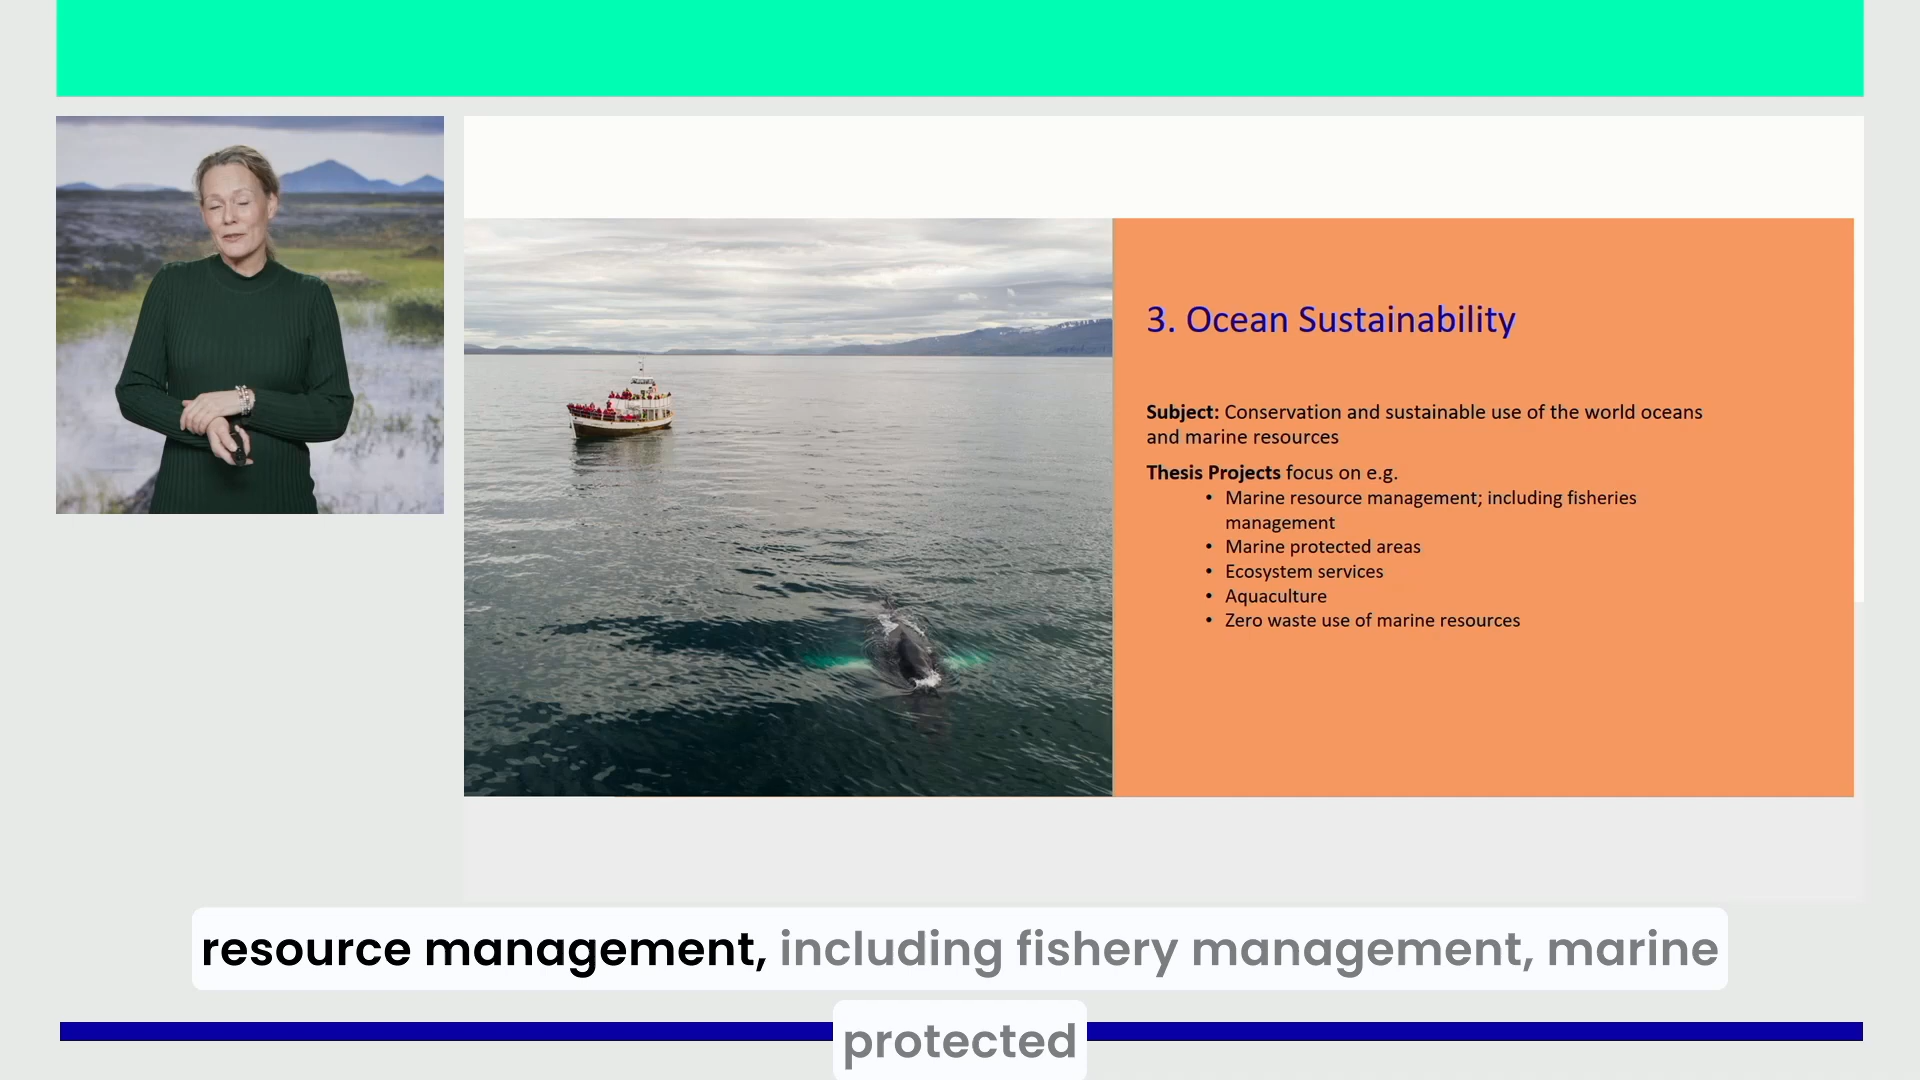 3. Ocean Sustainability
Subject: Conservation and sustainable use of the world oceans
and marine resources
Thesis Projects focus on e.g.
• Marine resource management; including fisheries
management
• Marine protected areas
• Ecosystem services
• Aquaculture
• Zero waste use of marine resources
resource management, including fishery management, marine
protected